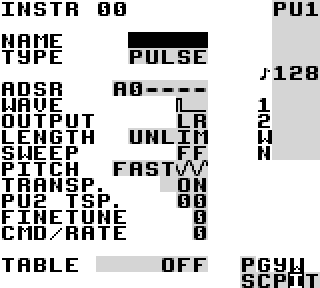 INSTR 00 PU1
NAME
TYPE PULSE
♪128
ADSR A0----
WAVE 1
OUTPUT LR 2
LENGTH UNLIM W
SWEEP FF N
PITCH FAST
TRANSP. ON
PU2 TSP. 00
FINETUNE 0
CMD/RATE 0
TABLE OFF PGYW
SCPIT